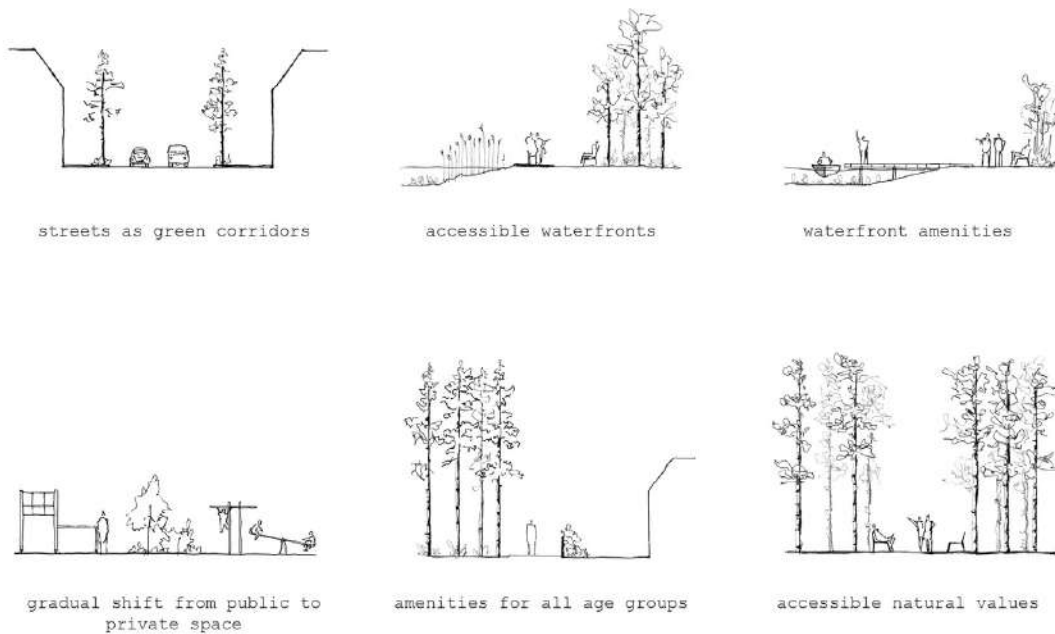 streets as green corridors
accessible waterfronts
waterfront amenities
gradual shift from public to
private space
amenities for all age groups
accessible natural values